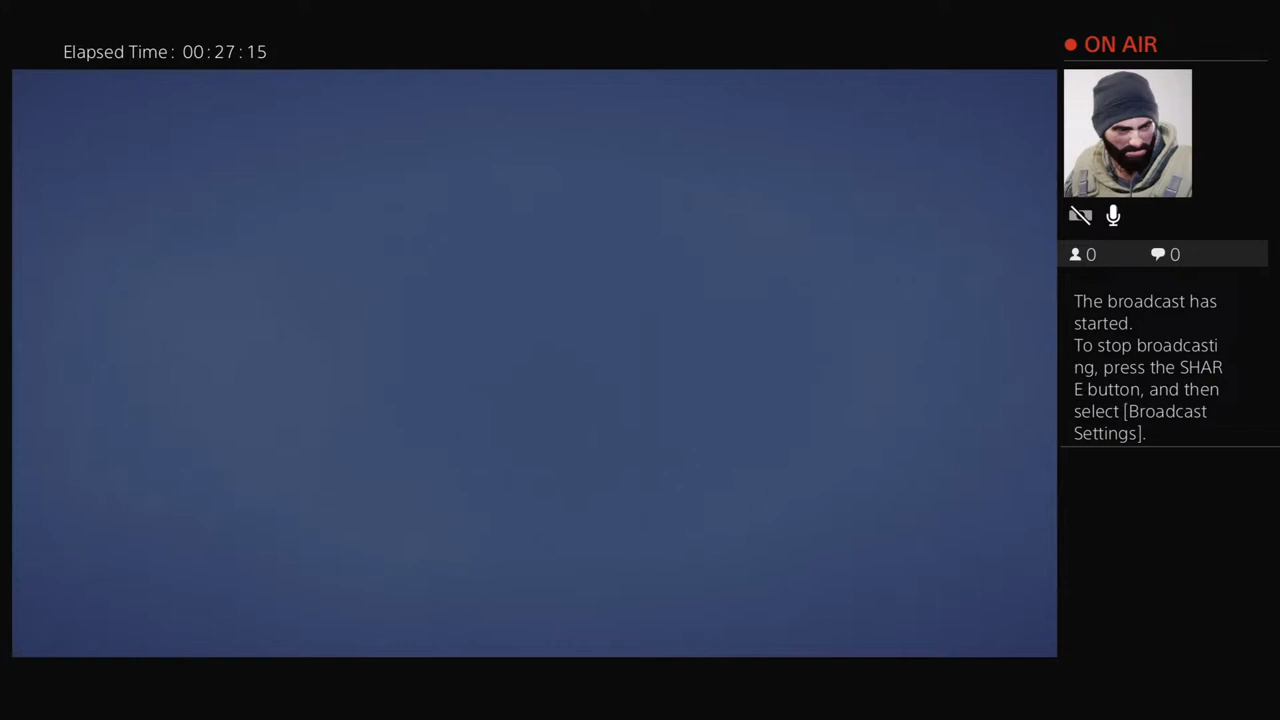 Elapsed Time: 00:27:15
ON AIR
0 0
The broadcast has
started.
To stop broadcasti
ng, press the SHAR
E button, and then
select [Broadcast
Settings].